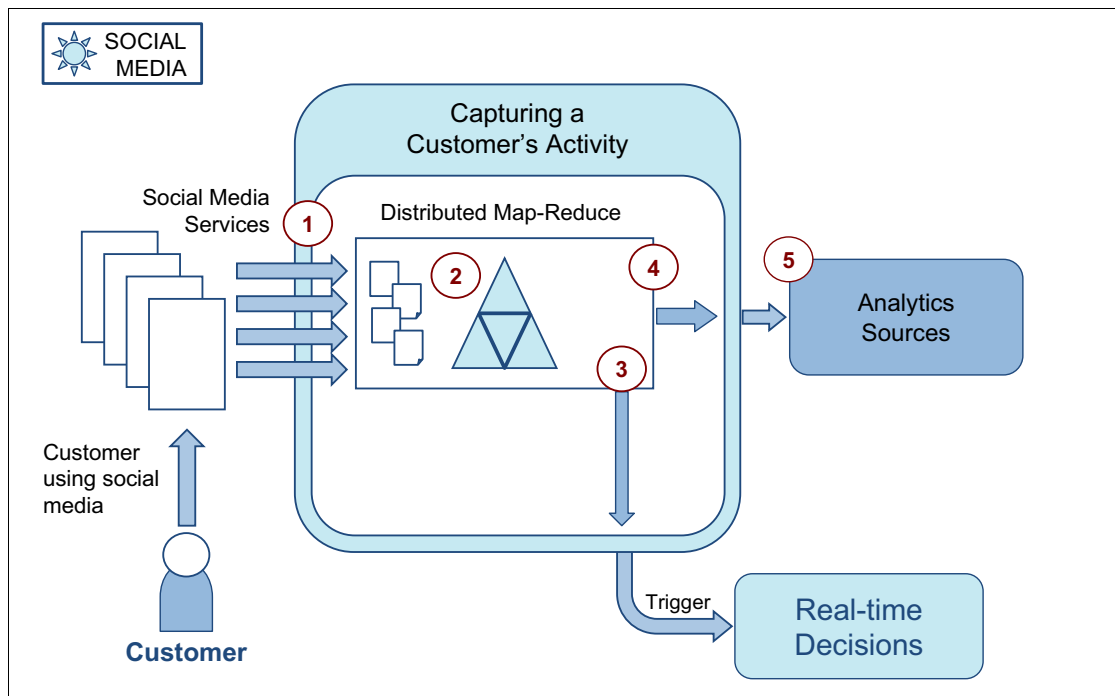 SOCIAL
MEDIA
Capturing a
Customer's Activity
Social Media
Services
1
Distributed Map-Reduce
2
4
5
Analytics
Sources
3
Customer
using social
media
Trigger
Real-time
Decisions
Customer